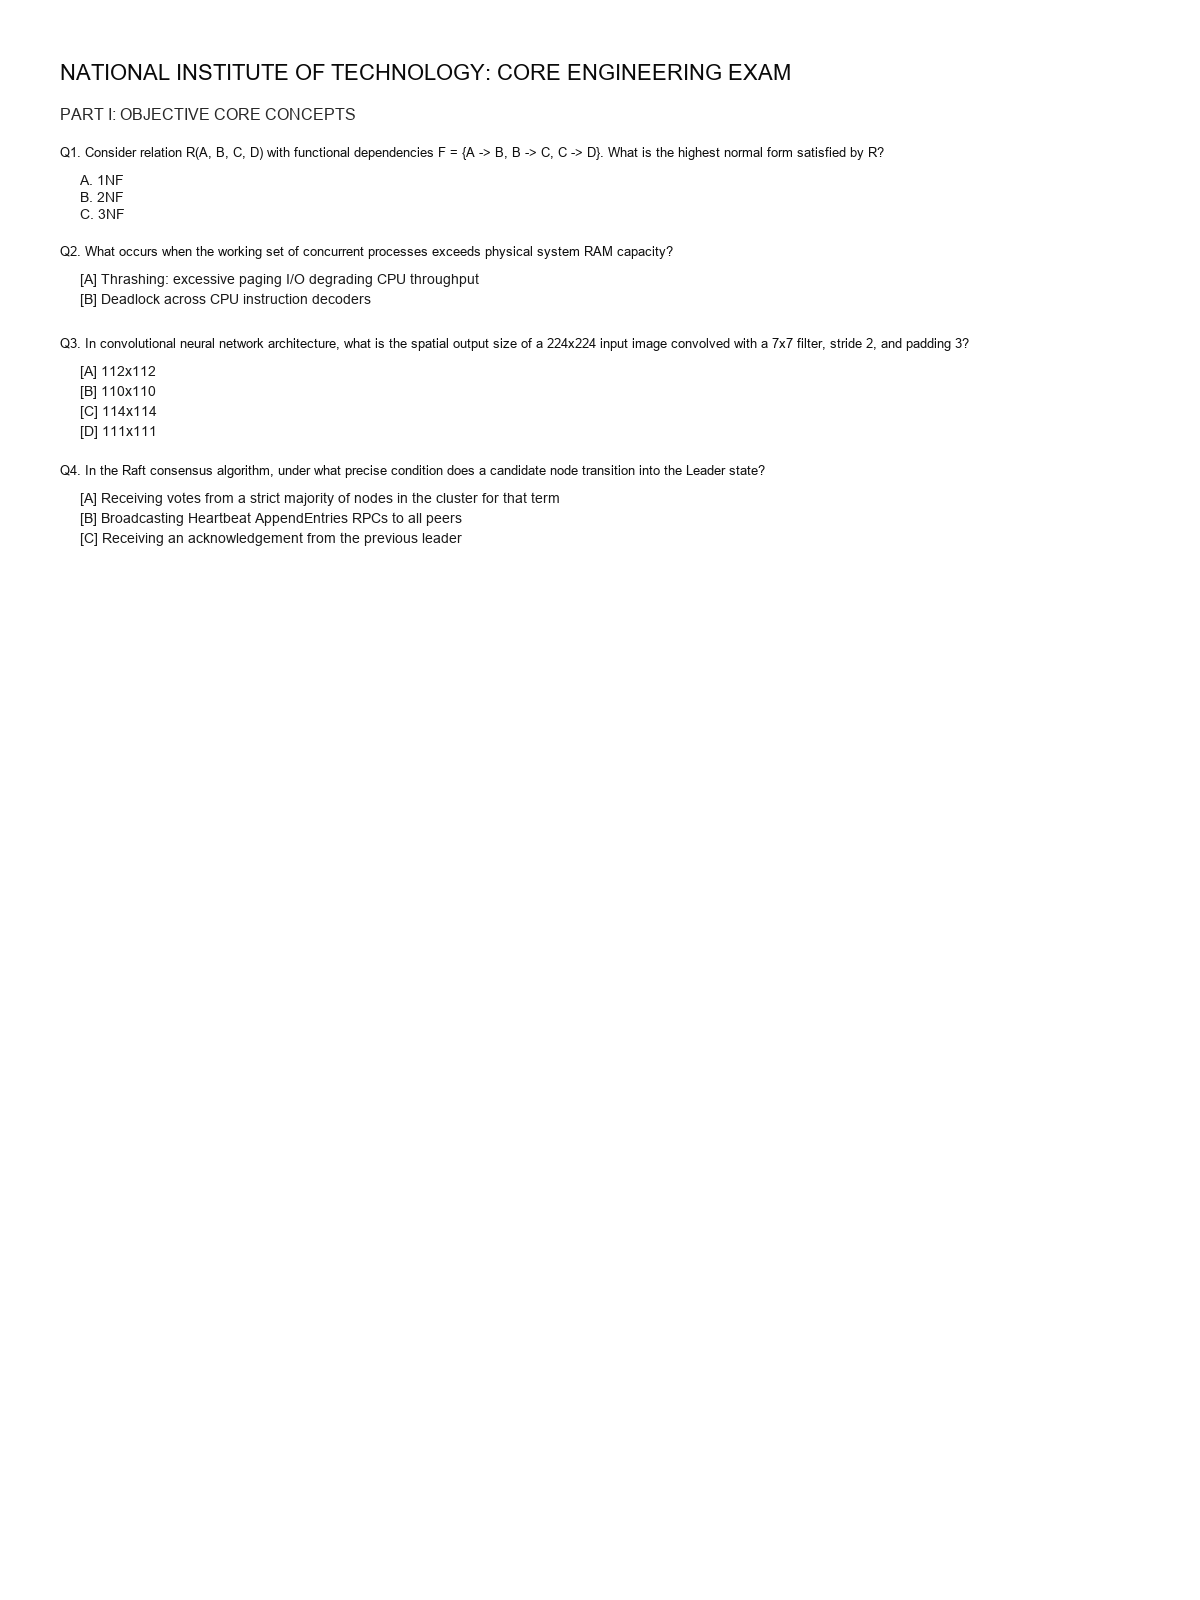 NATIONAL INSTITUTE OF TECHNOLOGY: CORE ENGINEERING EXAM
PART I: OBJECTIVE CORE CONCEPTS
Q1. Consider relation R(A, B, C, D) with functional dependencies F = {A -> B, B -> C, C -> D}. What is the highest normal form satisfied by R?
A. 1NF
B. 2NF
C. 3NF
Q2. What occurs when the working set of concurrent processes exceeds physical system RAM capacity?
[A] Thrashing: excessive paging I/O degrading CPU throughput
[B] Deadlock across CPU instruction decoders
Q3. In convolutional neural network architecture, what is the spatial output size of a 224x224 input image convolved with a 7x7 filter, stride 2, and padding 3?
[A] 112x112
[B] 110x110
[C] 114x114
[D] 111x111
Q4. In the Raft consensus algorithm, under what precise condition does a candidate node transition into the Leader state?
[A] Receiving votes from a strict majority of nodes in the cluster for that term
[B] Broadcasting Heartbeat AppendEntries RPCs to all peers
[C] Receiving an acknowledgement from the previous leader